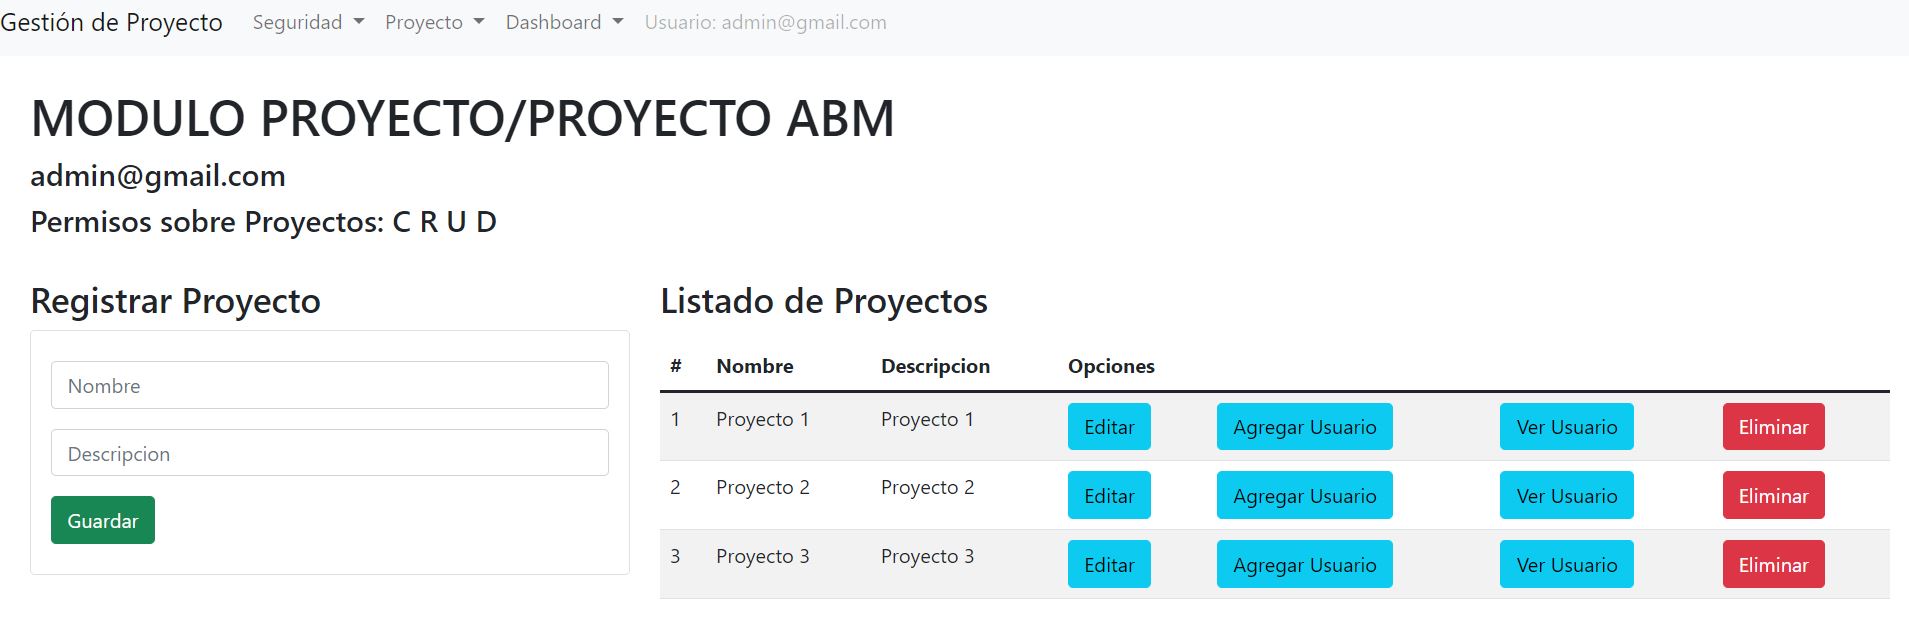 Gestión de Proyecto Seguridad Proyecto Dashboard Usuario: admin@gmail.com
MODULO PROYECTO/PROYECTO ABM
admin@gmail.com
Permisos sobre Proyectos: C R U D
Registrar Proyecto
Nombre
Descripcion
Guardar
Listado de Proyectos
# Nombre Descripcion Opciones
1 Proyecto 1 Proyecto 1 Editar Agregar Usuario Ver Usuario Eliminar
2 Proyecto 2 Proyecto 2 Editar Agregar Usuario Ver Usuario Eliminar
3 Proyecto 3 Proyecto 3 Editar Agregar Usuario Ver Usuario Eliminar